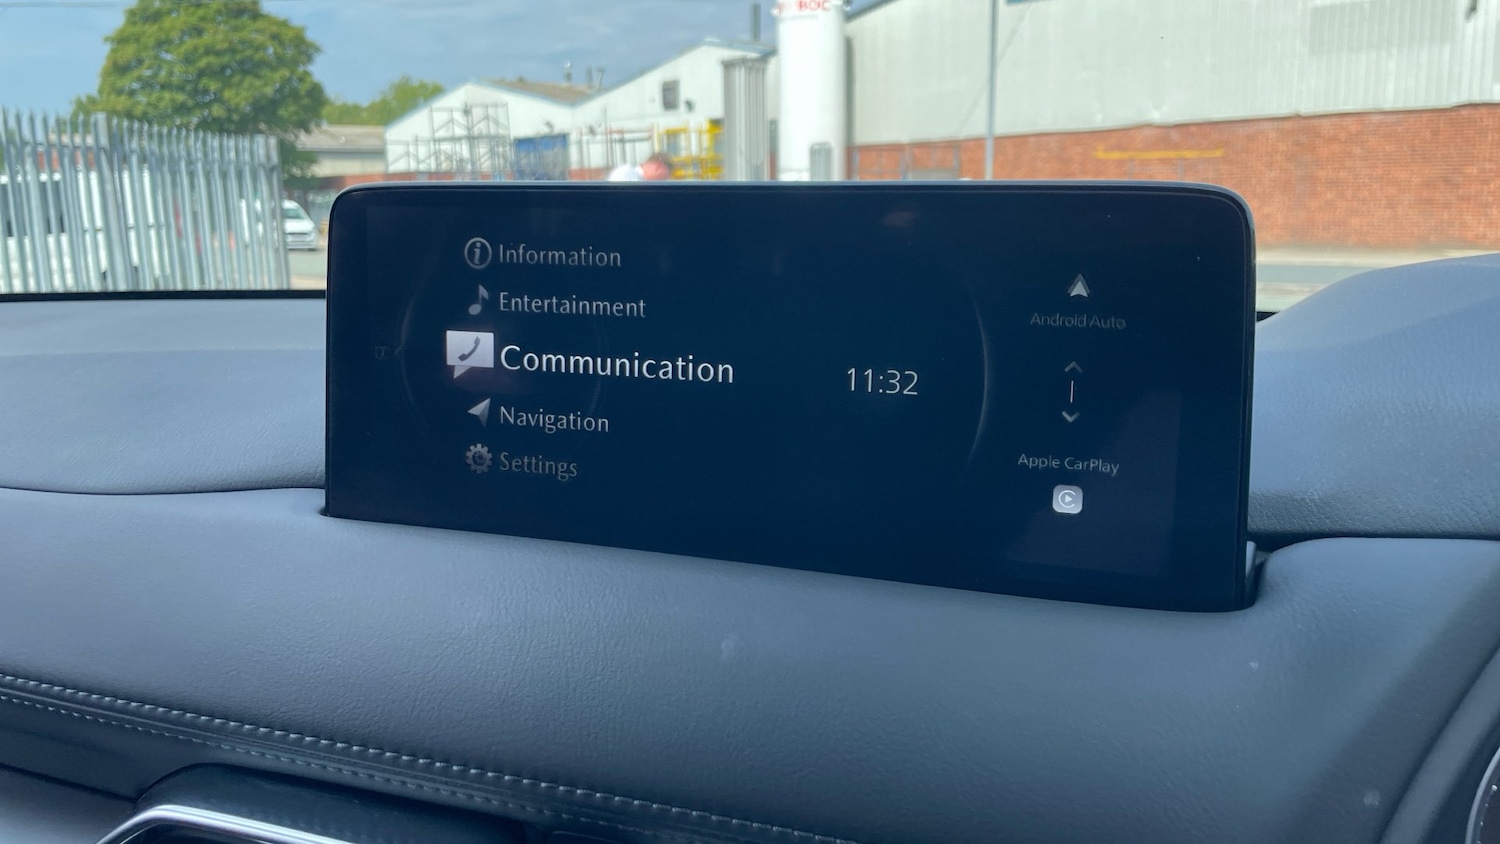 BOC
Information
Entertainment
Communication
Navigation
Settings
11:32
Android Auto
Apple CarPlay